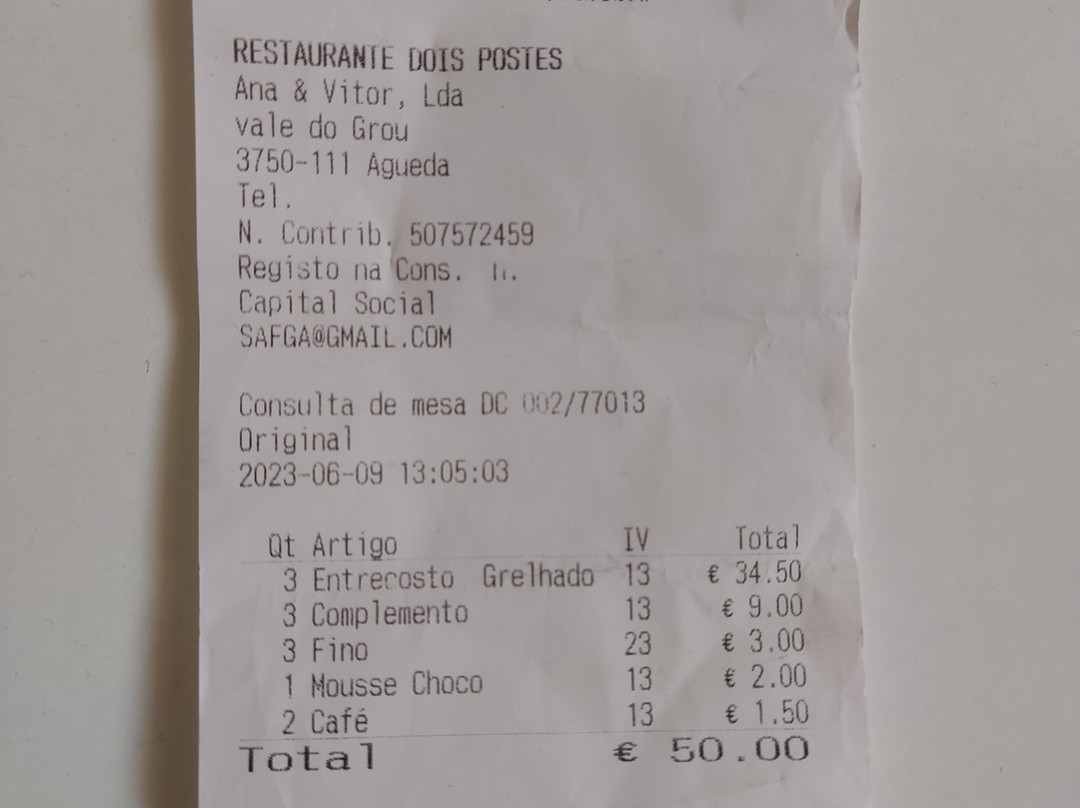 RESTAURANTE DOIS POSTES
Ana & Vitor, Lda
vale do Grou
3750-111 Agueda
Tel.
N. Contrib. 507572459
Registo na Cons.
Capital Social
SAFGA@GMAIL.COM
Consulta de mesa DC 002/77013
Original
2023-06-09 13:05:03
Qt Artigo IV Total
3 Entrecosto Grelhado 13 € 34.50
3 Complemento 13 € 9.00
3 Fino 23 € 3.00
1 Mousse Choco 13 € 2.00
2 Café 13 € 1.50
Total € 50.00